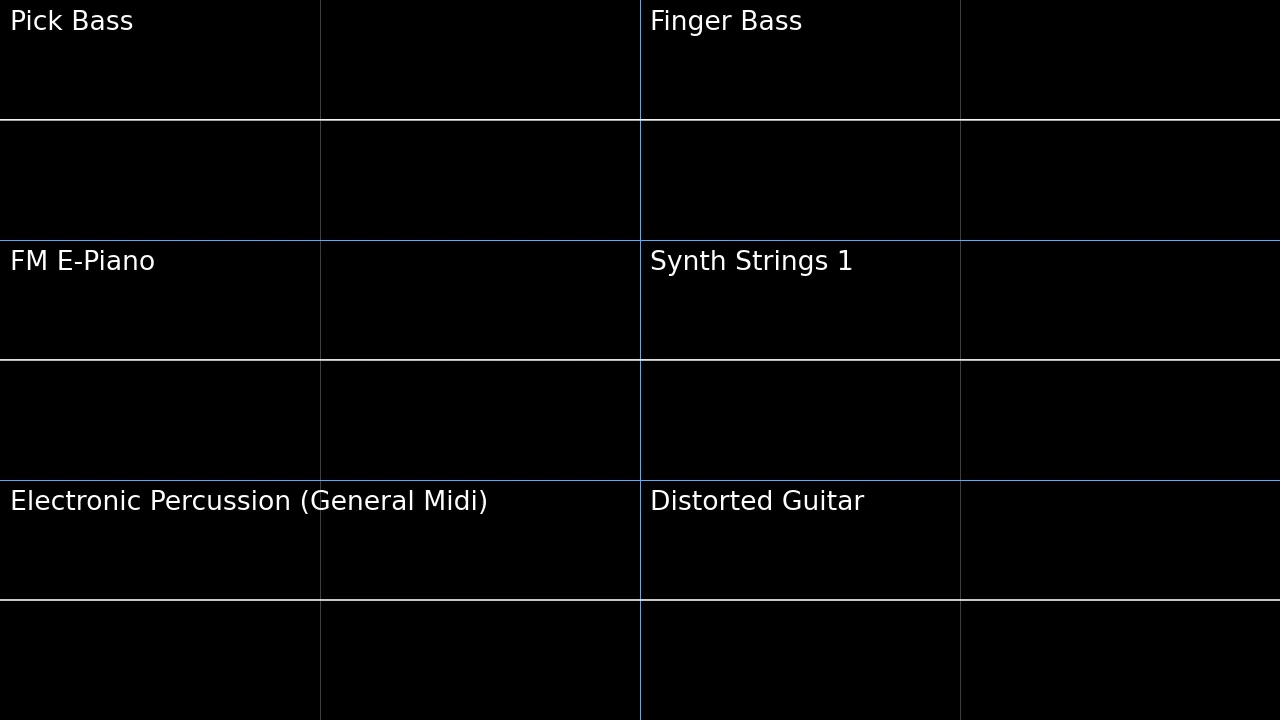 Pick Bass
Finger Bass
FM E-Piano
Synth Strings 1
Electronic Percussion (General Midi)
Distorted Guitar